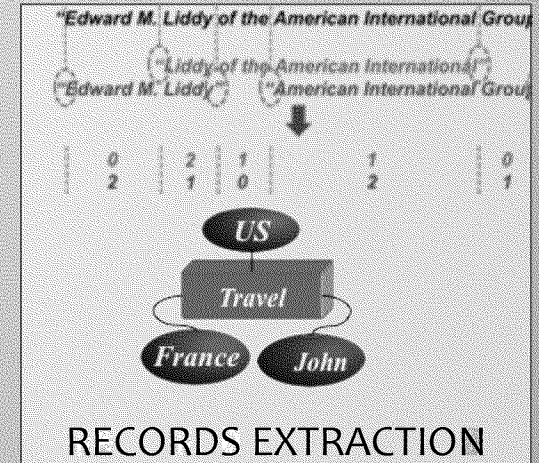 "Edward M. Liddy of the American International Group
"Liddy of the American International"
"Edward M. Liddy" "American International Group
0 2 1 1 0
2 1 0 2 1
US
Travel
France John
RECORDS EXTRACTION